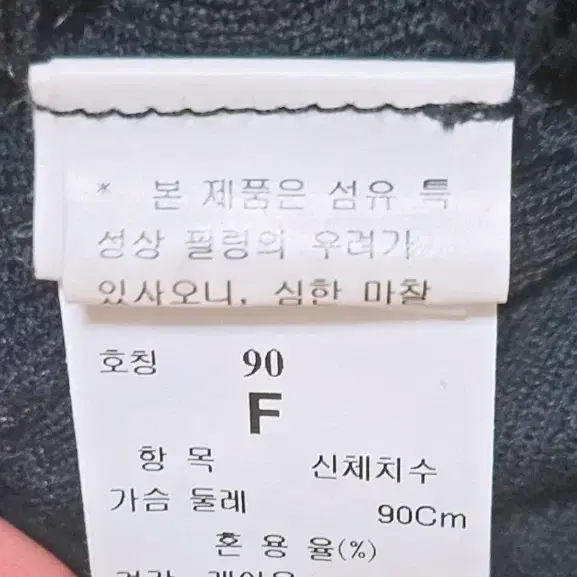 * 본 제품은 섬유 특
성상 필링의 우려가
있사오니, 심한 마찰
호칭 90
F
항 목 신체치수
가슴 둘레 90Cm
혼 용 율(%)